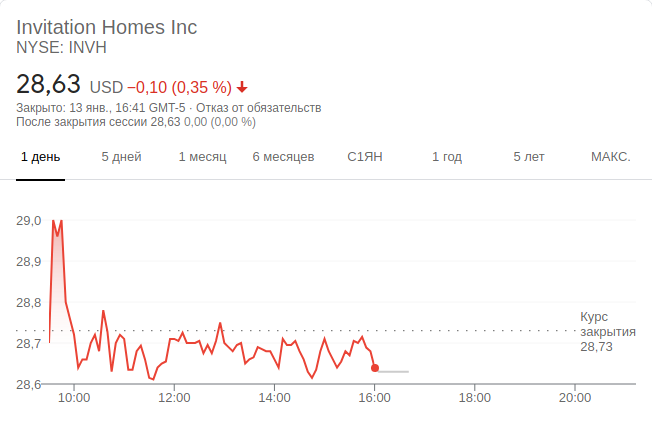 Invitation Homes Inc
NYSE: INVH
28,63 USD −0,10 (0,35 %)
Закрыто: 13 янв., 16:41 GMT-5 · Отказ от обязательств
После закрытия сессии 28,63 0,00 (0,00 %)
1 день 5 дней 1 месяц 6 месяцев С1ЯН 1 год 5 лет МАКС.
29,0
28,9
28,8
Курс
закрытия
28,73
28,7
28,6
10:00 12:00 14:00 16:00 18:00 20:00